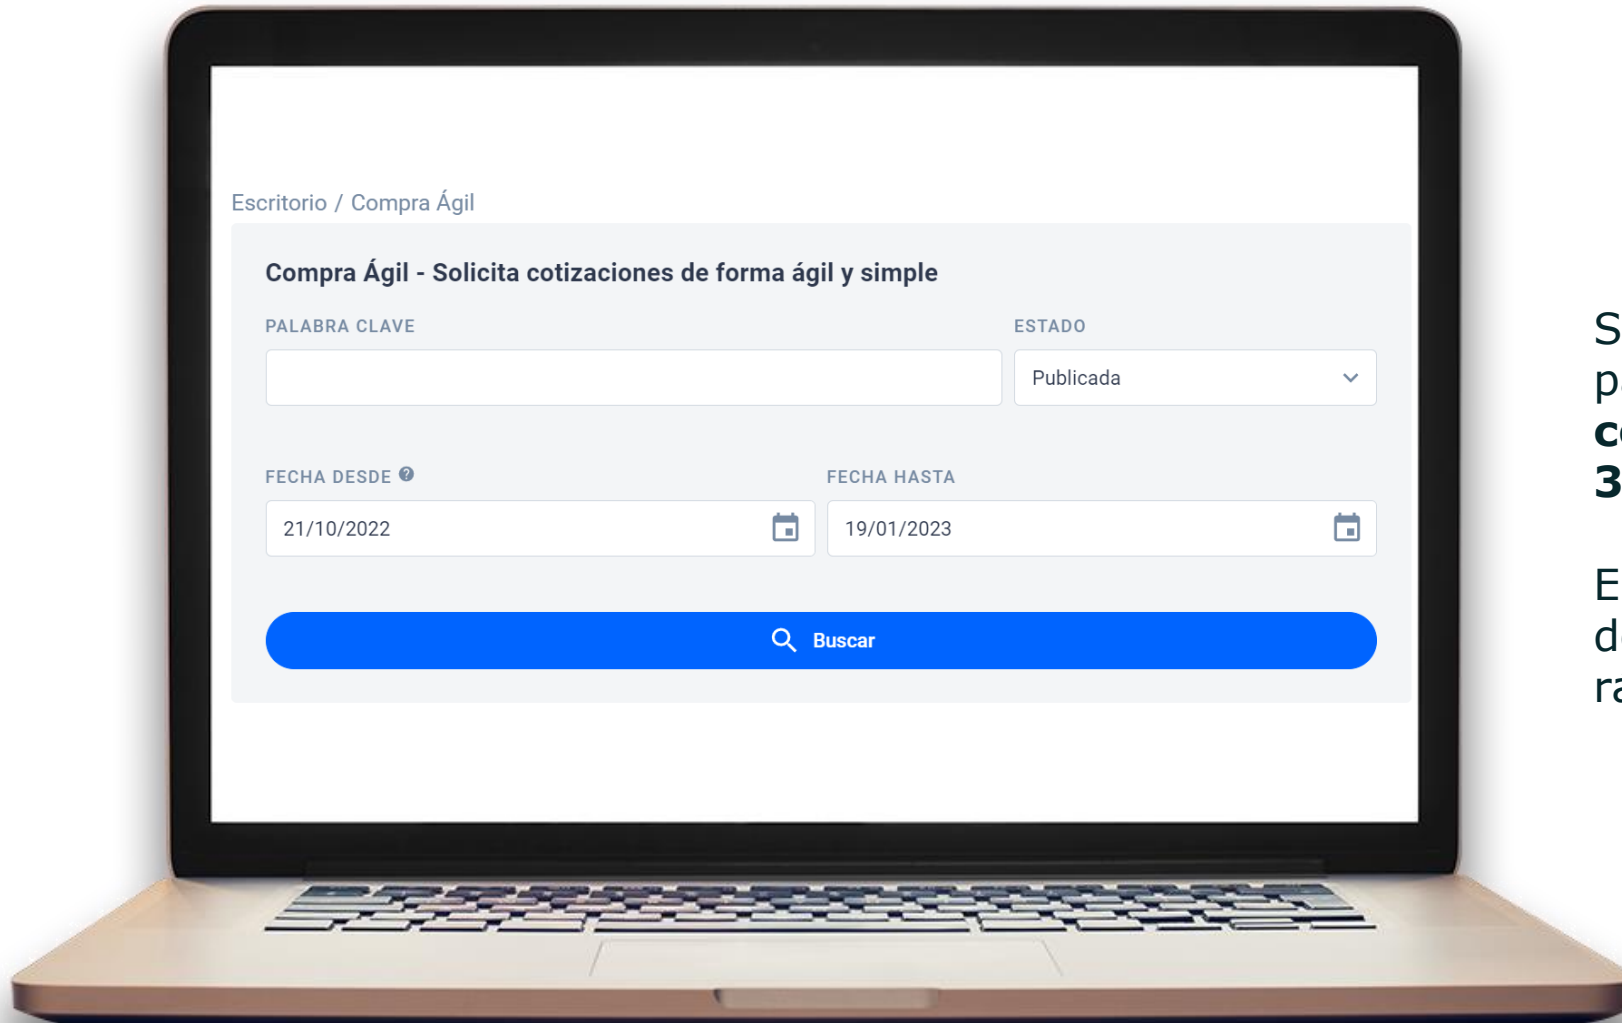 Escritorio / Compra Ágil
Compra Ágil - Solicita cotizaciones de forma ágil y simple
PALABRA CLAVE
ESTADO
Publicada
FECHA DESDE
FECHA HASTA
21/10/2022
19/01/2023
Buscar